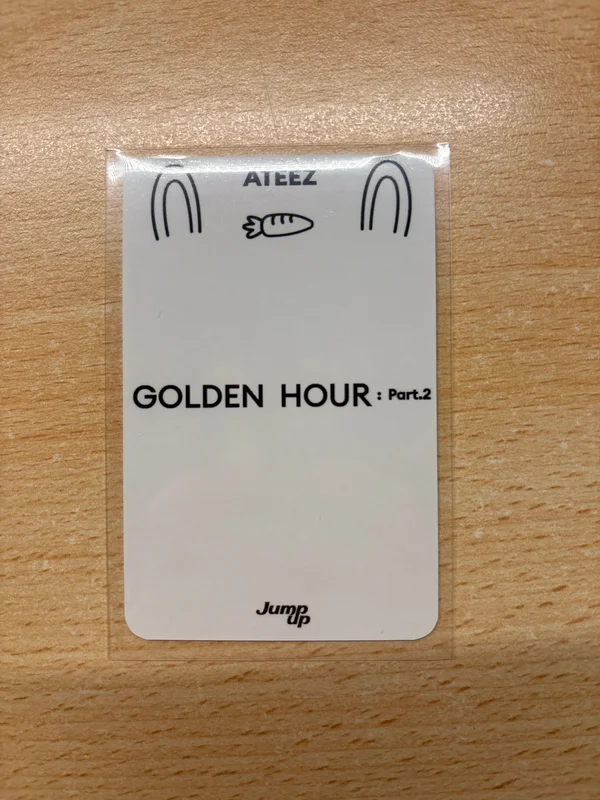 ATEEZ
GOLDEN HOUR : Part.2
Jump
up